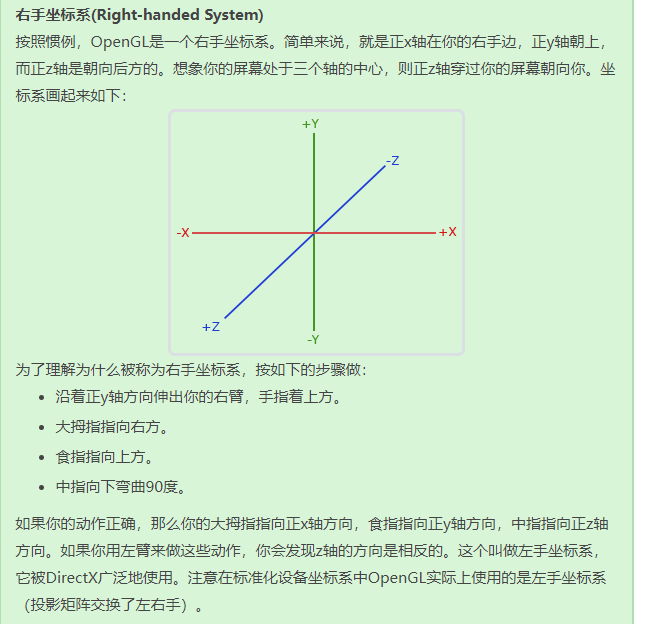 右手坐标系(Right-handed System)
按照惯例，OpenGL是一个右手坐标系。简单来说，就是正x轴在你的右手边，正y轴朝上，
而正z轴是朝向后方的。想象你的屏幕处于三个轴的中心，则正z轴穿过你的屏幕朝向你。坐
标系画起来如下：
+Y
-Z
-X
+X
+Z
-Y
为了理解为什么被称为右手坐标系，按如下的步骤做：
• 沿着正y轴方向伸出你的右臂，手指着上方。
• 大拇指指向右方。
• 食指指向上方。
• 中指向下弯曲90度。
如果你的动作正确，那么你的大拇指指向正x轴方向，食指指向正y轴方向，中指指向正z轴
方向。如果你用左臂来做这些动作，你会发现z轴的方向是相反的。这个叫做左手坐标系，
它被DirectX广泛地使用。注意在标准化设备坐标系中OpenGL实际上使用的是左手坐标系
（投影矩阵交换了左右手）。